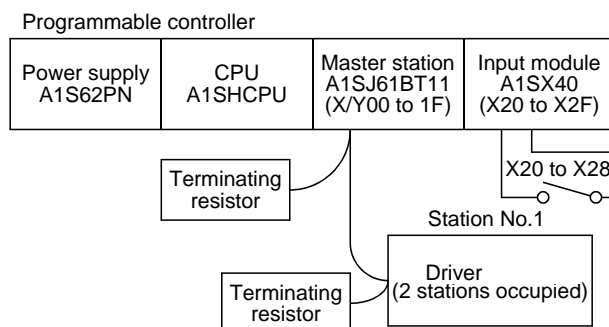 Programmable controller
Power supply
A1S62PN
CPU
A1SHCPU
Master station
A1SJ61BT11
(X/Y00 to 1F)
Input module
A1SX40
(X20 to X2F)
X20 to X28
Terminating
resistor
Station No.1
Driver
(2 stations occupied)
Terminating
resistor